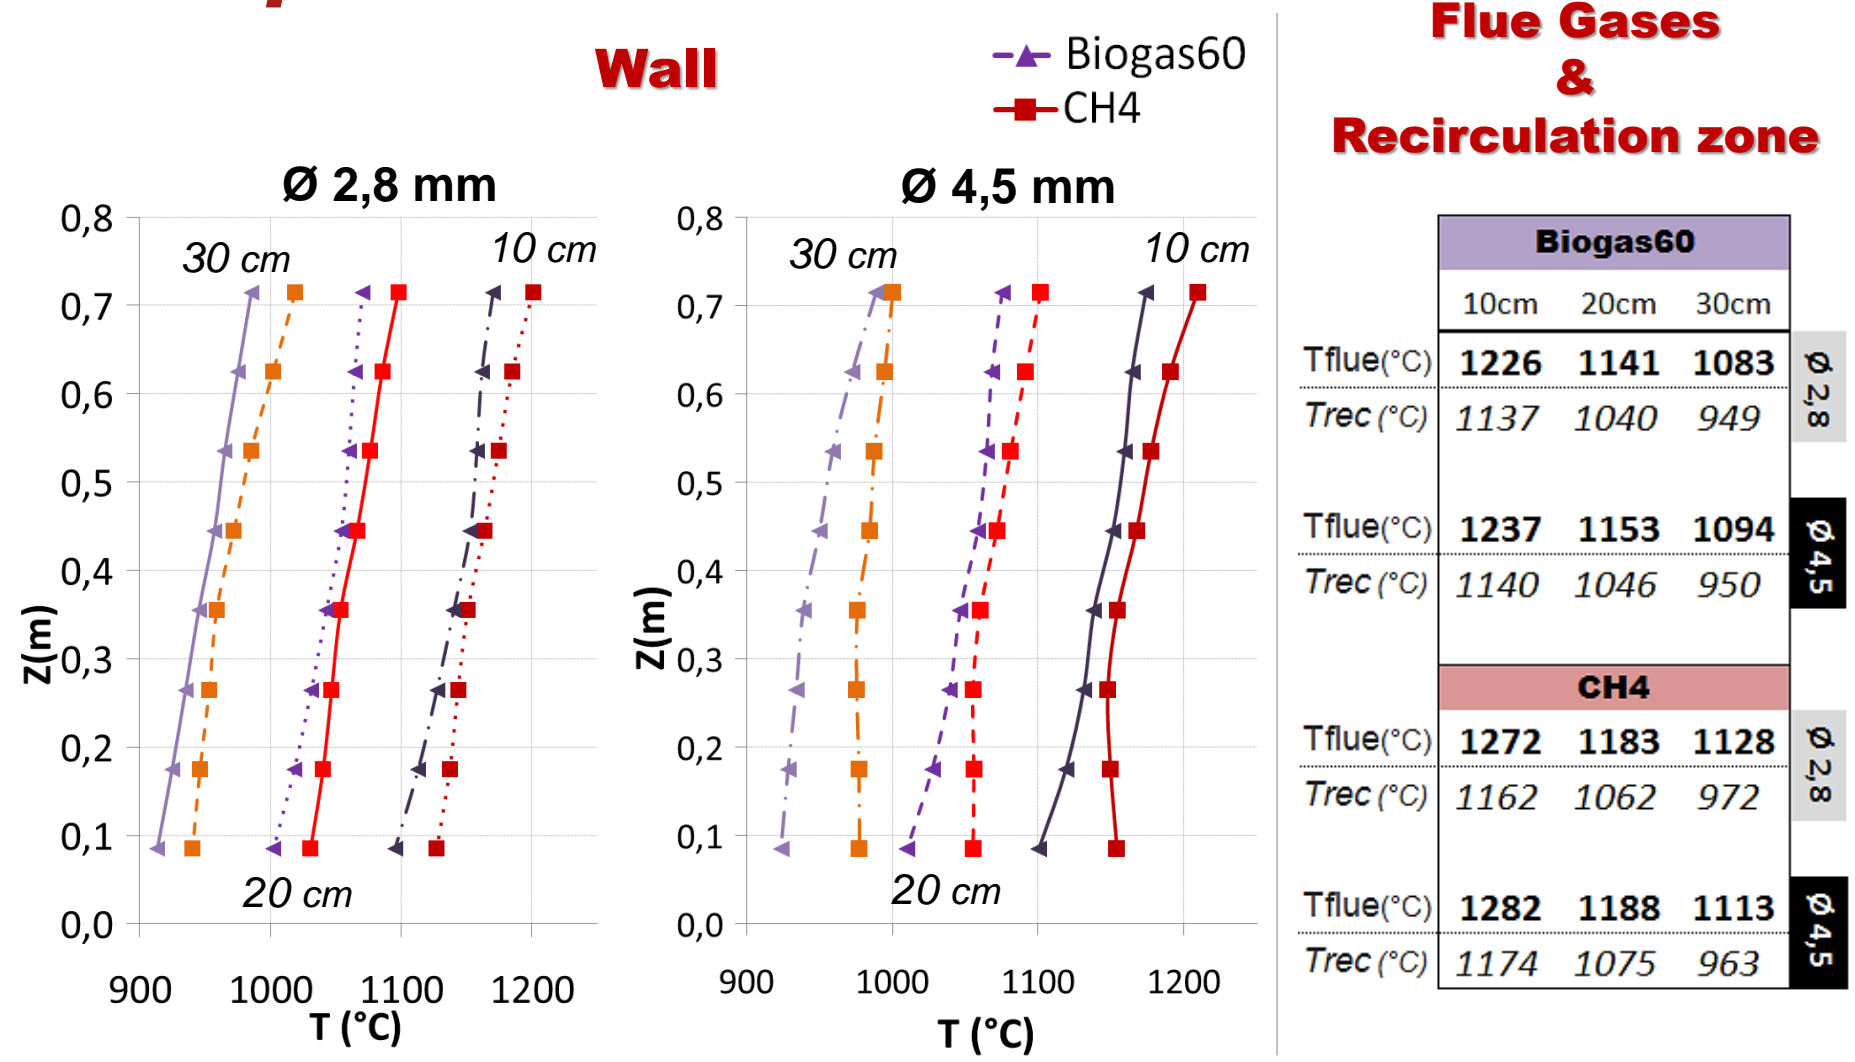 Wall
Biogas60
CH4
Ø 2,8 mm
30 cm
10 cm
20 cm
0,8
0,7
0,6
0,5
0,4
0,3
0,2
0,1
0,0
Z(m)
900 1000 1100 1200
T (°C)
Ø 4,5 mm
30 cm
10 cm
20 cm
0,8
0,7
0,6
0,5
0,4
0,3
0,2
0,1
0,0
Z(m)
900 1000 1100 1200
T (°C)
Flue Gases
&
Recirculation zone
Biogas60
10cm 20cm 30cm
Tflue(°C) 1226 1141 1083
Trec (°C) 1137 1040 949
Ø 2,8
Tflue(°C) 1237 1153 1094
Trec (°C) 1140 1046 950
Ø 4,5
CH4
Tflue(°C) 1272 1183 1128
Trec (°C) 1162 1062 972
Ø 2,8
Tflue(°C) 1282 1188 1113
Trec (°C) 1174 1075 963
Ø 4,5